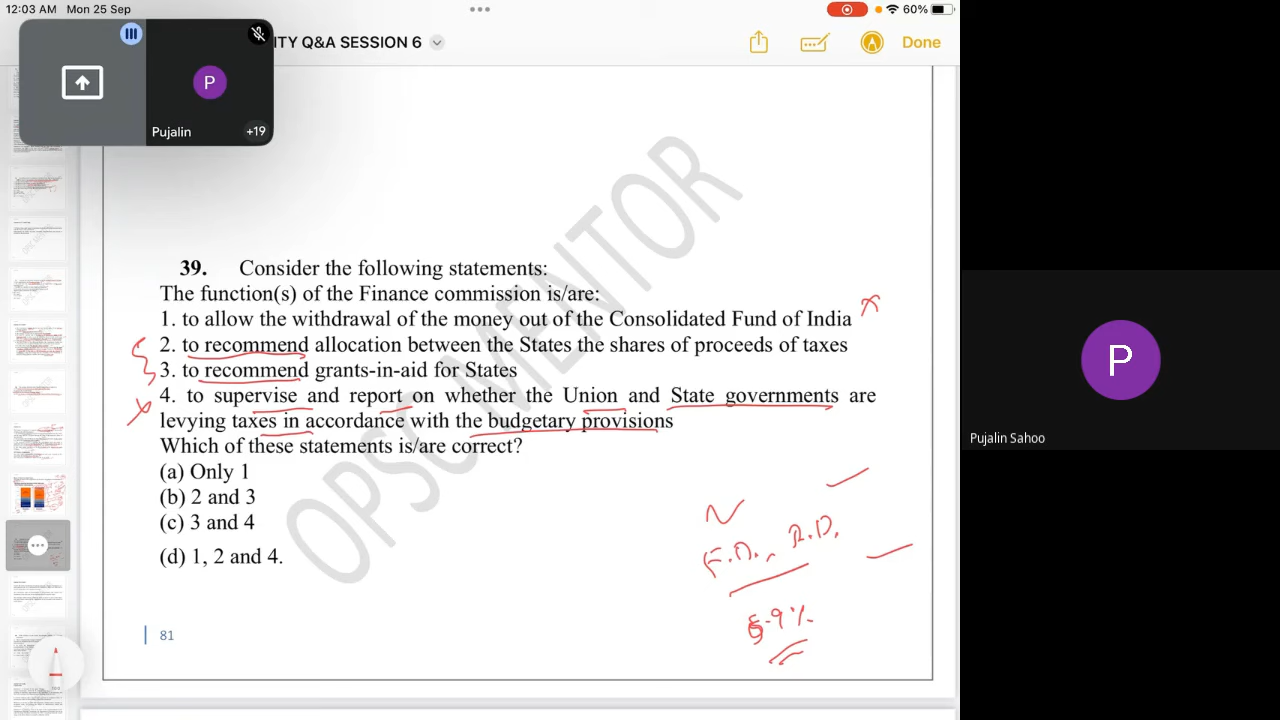 12:03 AM Mon 25 Sep
60%
P
Pujalin
+19
ITY Q&A SESSION 6
Done
39. Consider the following statements:
The function(s) of the Finance commission is/are:
1. to allow the withdrawal of the money out of the Consolidated Fund of India
2. to recommend allocation between the States the shares of proceeds of taxes
3. to recommend grants-in-aid for States
4. to supervise and report on whether the Union and State governments are
levying taxes in accordance with the budgetary provisions
Which of these statements is/are correct?
(a) Only 1
(b) 2 and 3
(c) 3 and 4
(d) 1, 2 and 4.
OPSC MENTOR
81
P
Pujalin Sahoo